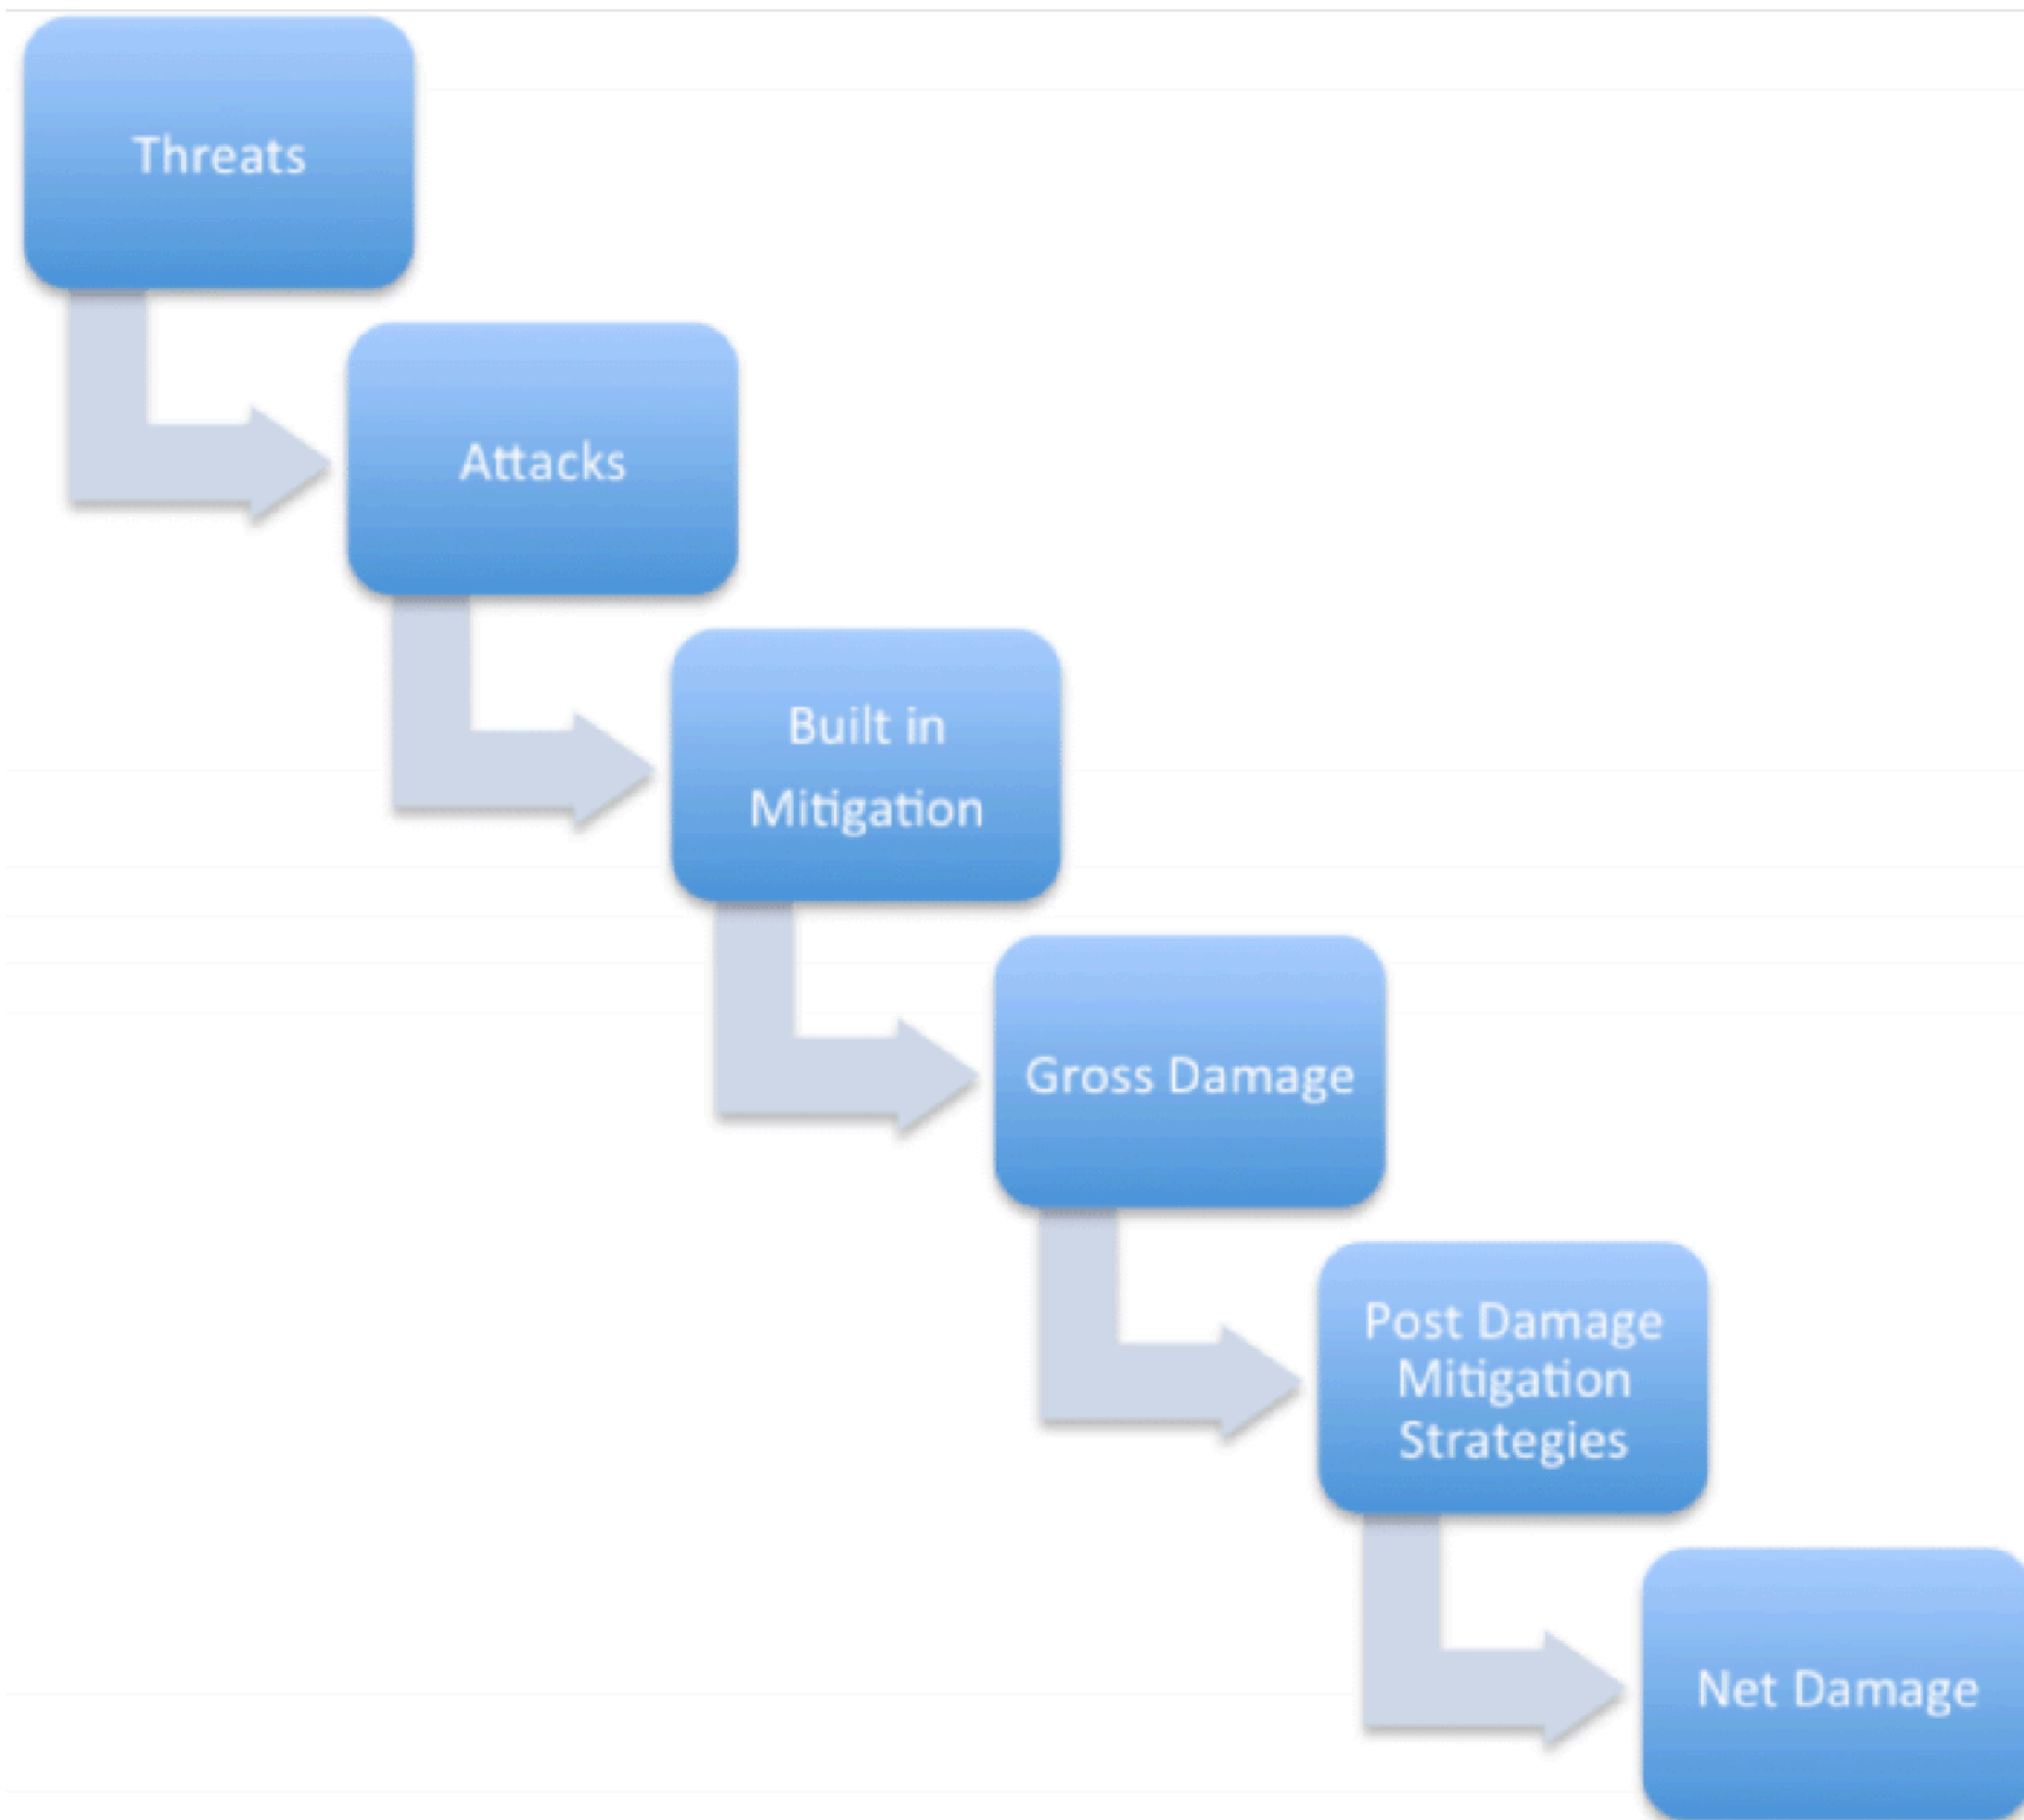 Threats
Attacks
Built in
Mitigation
Gross Damage
Post Damage
Mitigation
Strategies
Net Damage